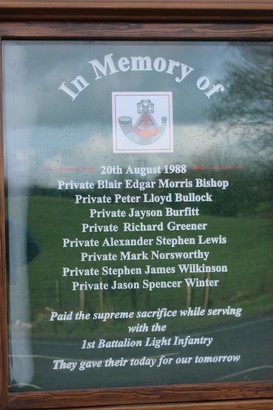 In Memory of
20th August 1988
Private Blair Edgar Morris Bishop
Private Peter Lloyd Bullock
Private Jayson Burfitt
Private Richard Greener
Private Alexander Stephen Lewis
Private Mark Norsworthy
Private Stephen James Wilkinson
Private Jason Spencer Winter
Paid the supreme sacrifice while serving
with the
1st Battalion Light Infantry
They gave their today for our tomorrow